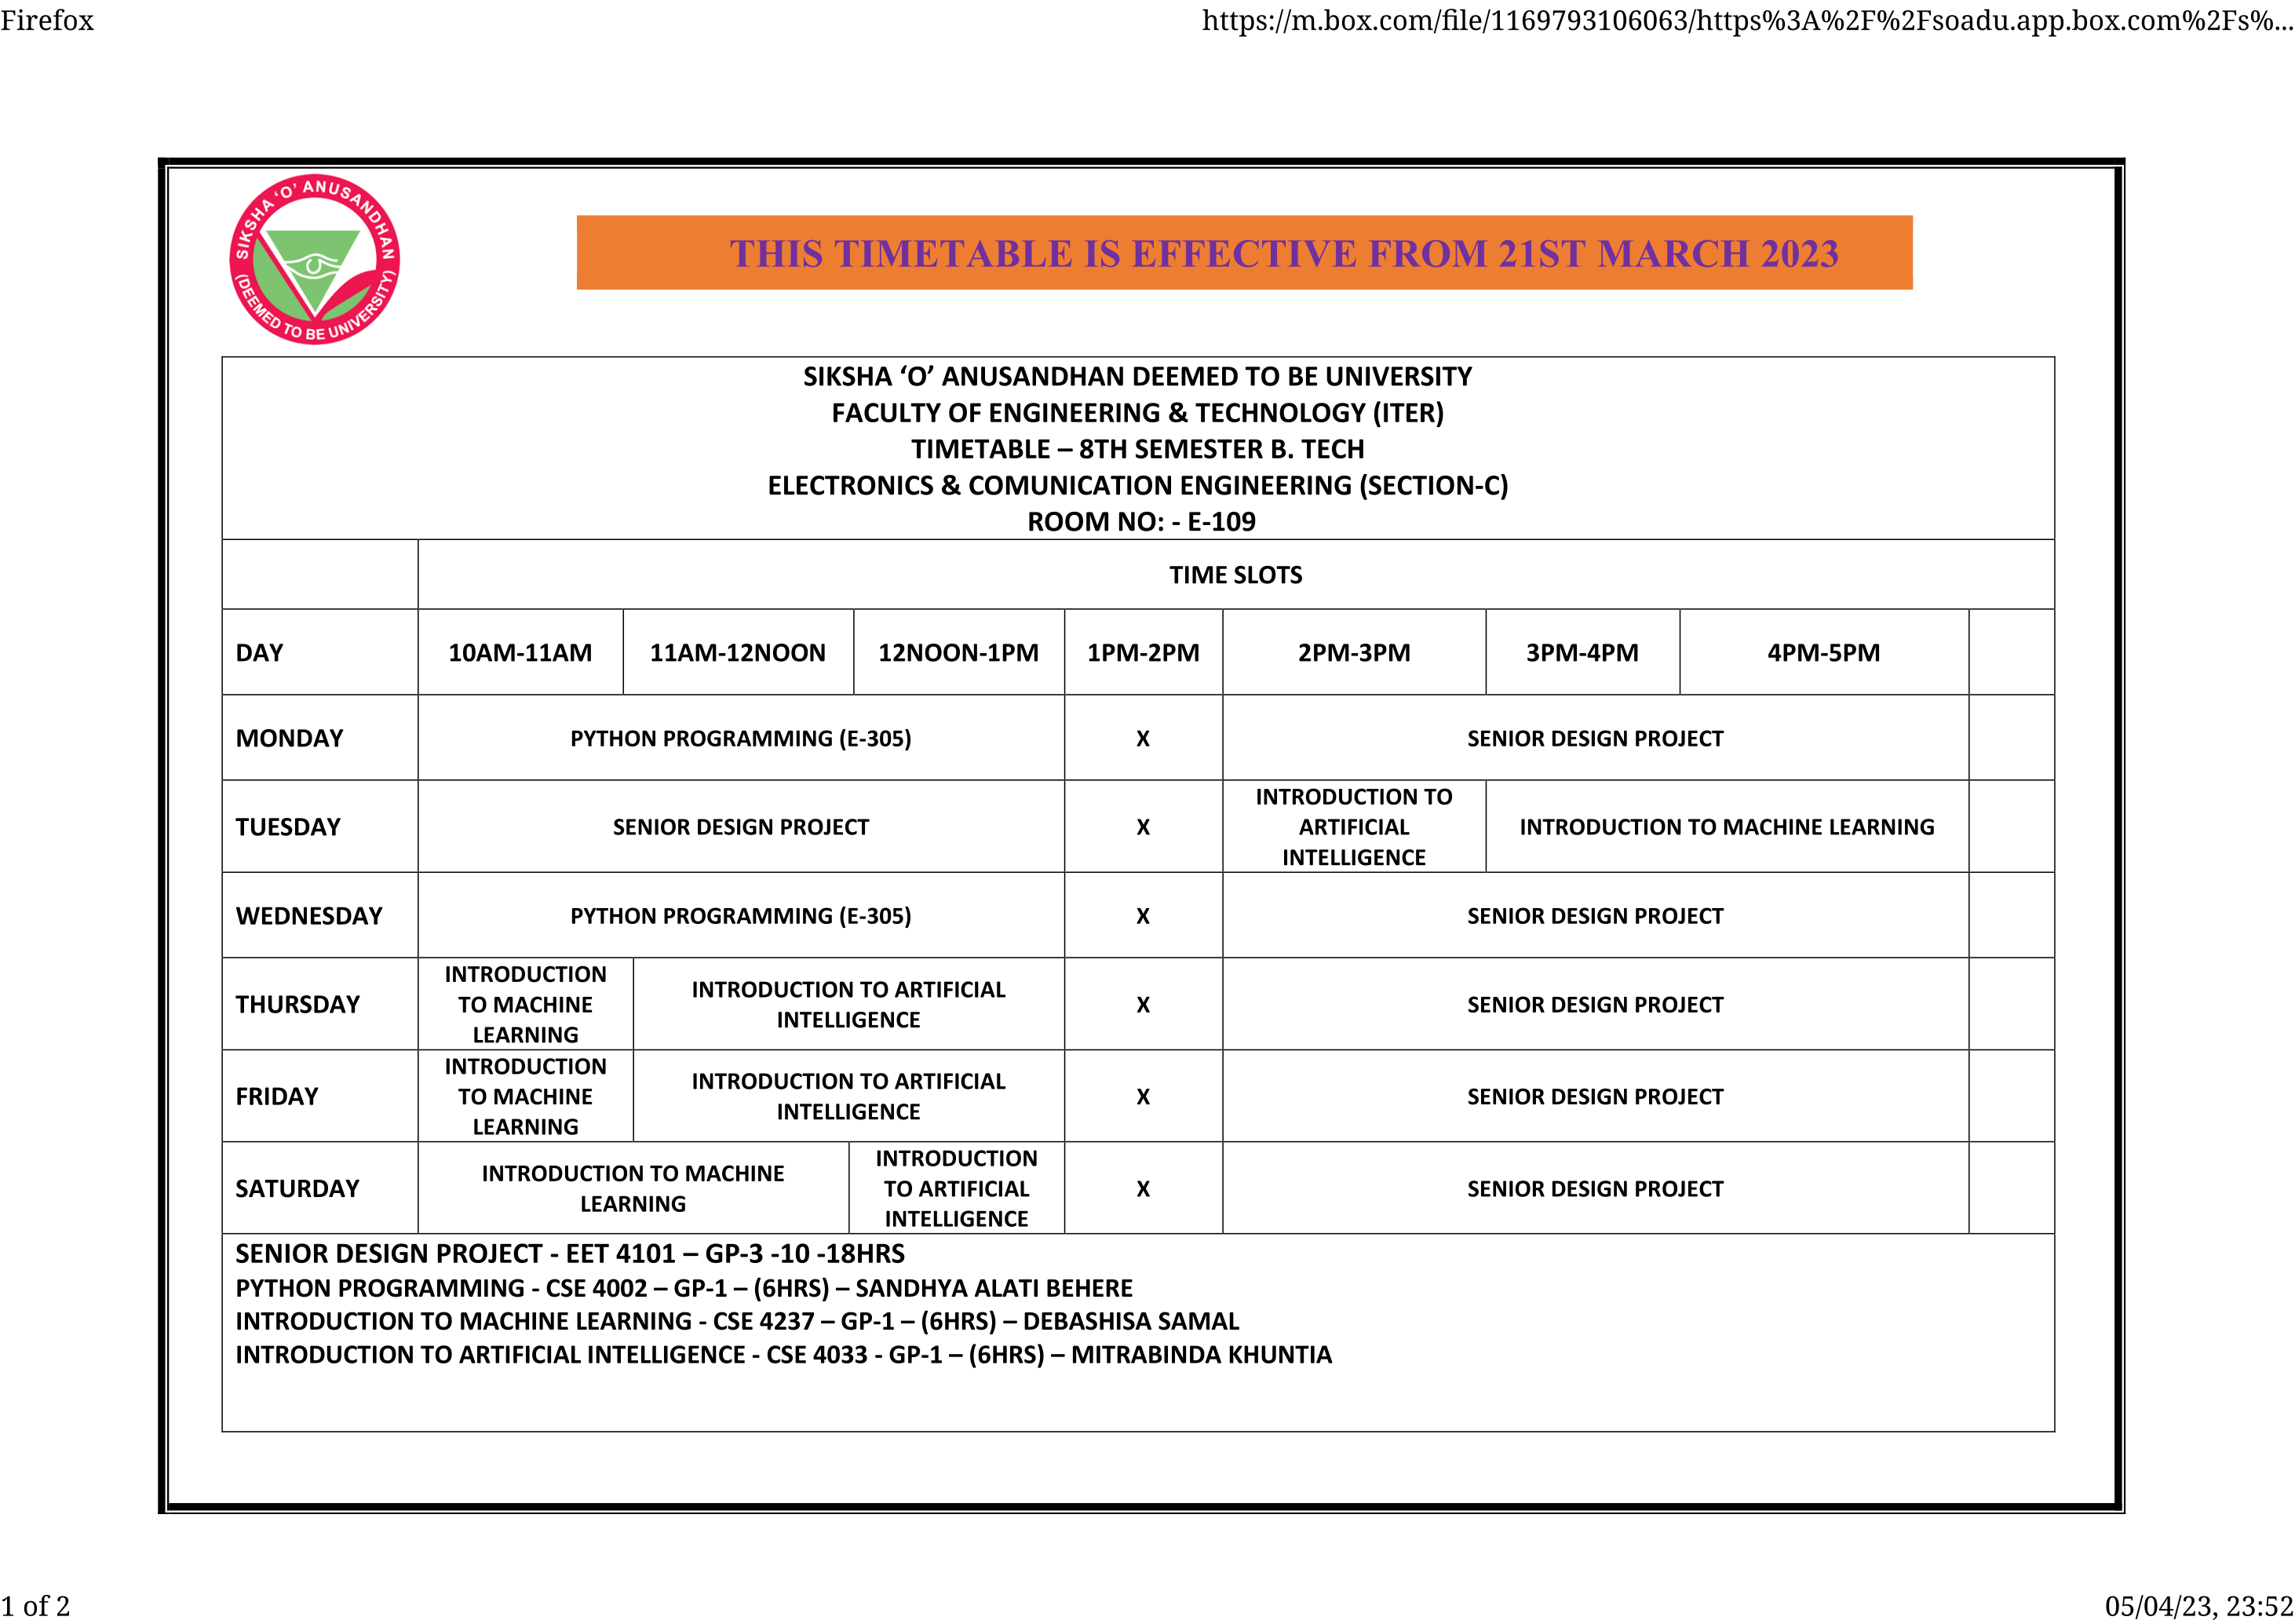 Firefox
https://m.box.com/file/1169793106063/https%3A%2F%2Fsoadu.app.box.com%2Fs%...
SIKSHA 'O' ANUSANDHAN
(DEEMED TO BE UNIVERSITY)
THIS TIMETABLE IS EFFECTIVE FROM 21ST MARCH 2023
SIKSHA ‘O’ ANUSANDHAN DEEMED TO BE UNIVERSITY
FACULTY OF ENGINEERING & TECHNOLOGY (ITER)
TIMETABLE – 8TH SEMESTER B. TECH
ELECTRONICS & COMUNICATION ENGINEERING (SECTION-C)
ROOM NO: - E-109
TIME SLOTS
DAY 10AM-11AM 11AM-12NOON 12NOON-1PM 1PM-2PM 2PM-3PM 3PM-4PM 4PM-5PM
MONDAY PYTHON PROGRAMMING (E-305) X SENIOR DESIGN PROJECT
TUESDAY SENIOR DESIGN PROJECT X
INTRODUCTION TO
ARTIFICIAL
INTELLIGENCE
INTRODUCTION TO MACHINE LEARNING
WEDNESDAY PYTHON PROGRAMMING (E-305) X SENIOR DESIGN PROJECT
THURSDAY
INTRODUCTION
TO MACHINE
LEARNING
INTRODUCTION TO ARTIFICIAL
INTELLIGENCE
X SENIOR DESIGN PROJECT
FRIDAY
INTRODUCTION
TO MACHINE
LEARNING
INTRODUCTION TO ARTIFICIAL
INTELLIGENCE
X SENIOR DESIGN PROJECT
SATURDAY
INTRODUCTION TO MACHINE
LEARNING
INTRODUCTION
TO ARTIFICIAL
INTELLIGENCE
X SENIOR DESIGN PROJECT
SENIOR DESIGN PROJECT - EET 4101 – GP-3 -10 -18HRS
PYTHON PROGRAMMING - CSE 4002 – GP-1 – (6HRS) – SANDHYA ALATI BEHERE
INTRODUCTION TO MACHINE LEARNING - CSE 4237 – GP-1 – (6HRS) – DEBASHISA SAMAL
INTRODUCTION TO ARTIFICIAL INTELLIGENCE - CSE 4033 - GP-1 – (6HRS) – MITRABINDA KHUNTIA
1 of 2
05/04/23, 23:52